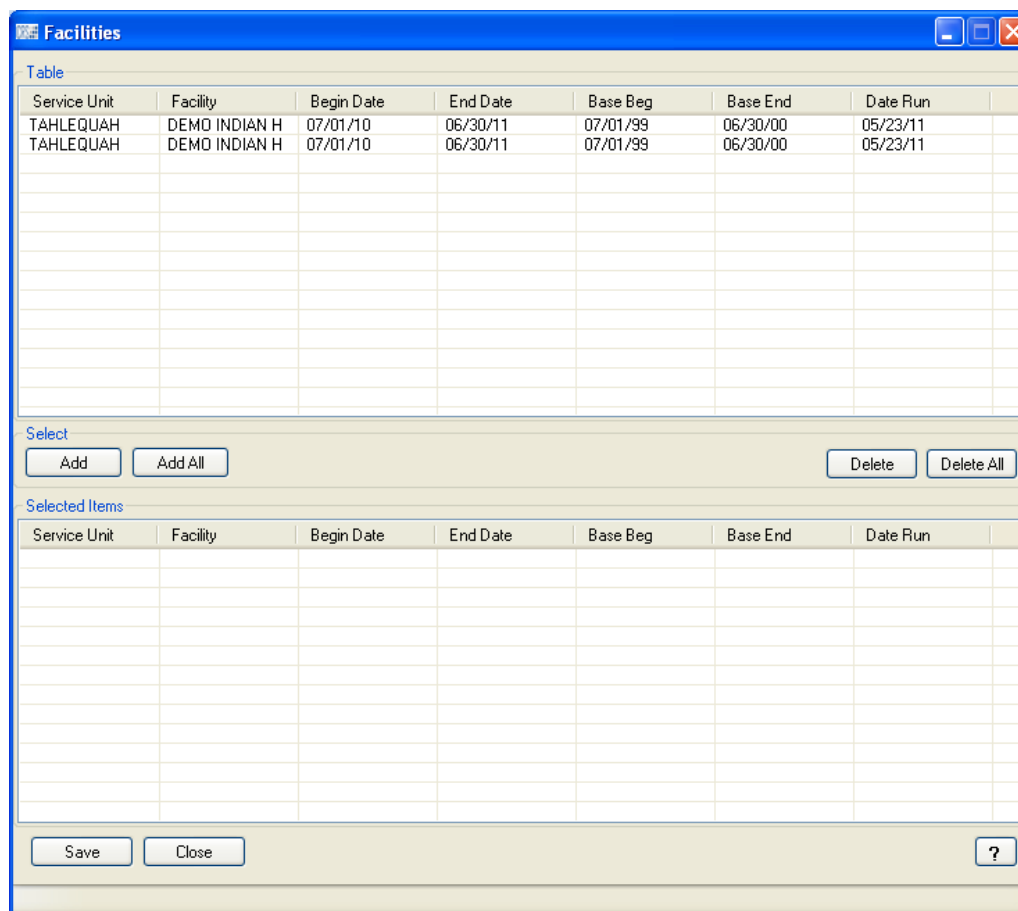 Facilities
Table
Service Unit Facility Begin Date End Date Base Beg Base End Date Run
TAHLEQUAH DEMO INDIAN H 07/01/10 06/30/11 07/01/99 06/30/00 05/23/11
TAHLEQUAH DEMO INDIAN H 07/01/10 06/30/11 07/01/99 06/30/00 05/23/11
Select
Add Add All Delete Delete All
Selected Items
Service Unit Facility Begin Date End Date Base Beg Base End Date Run
Save Close ?